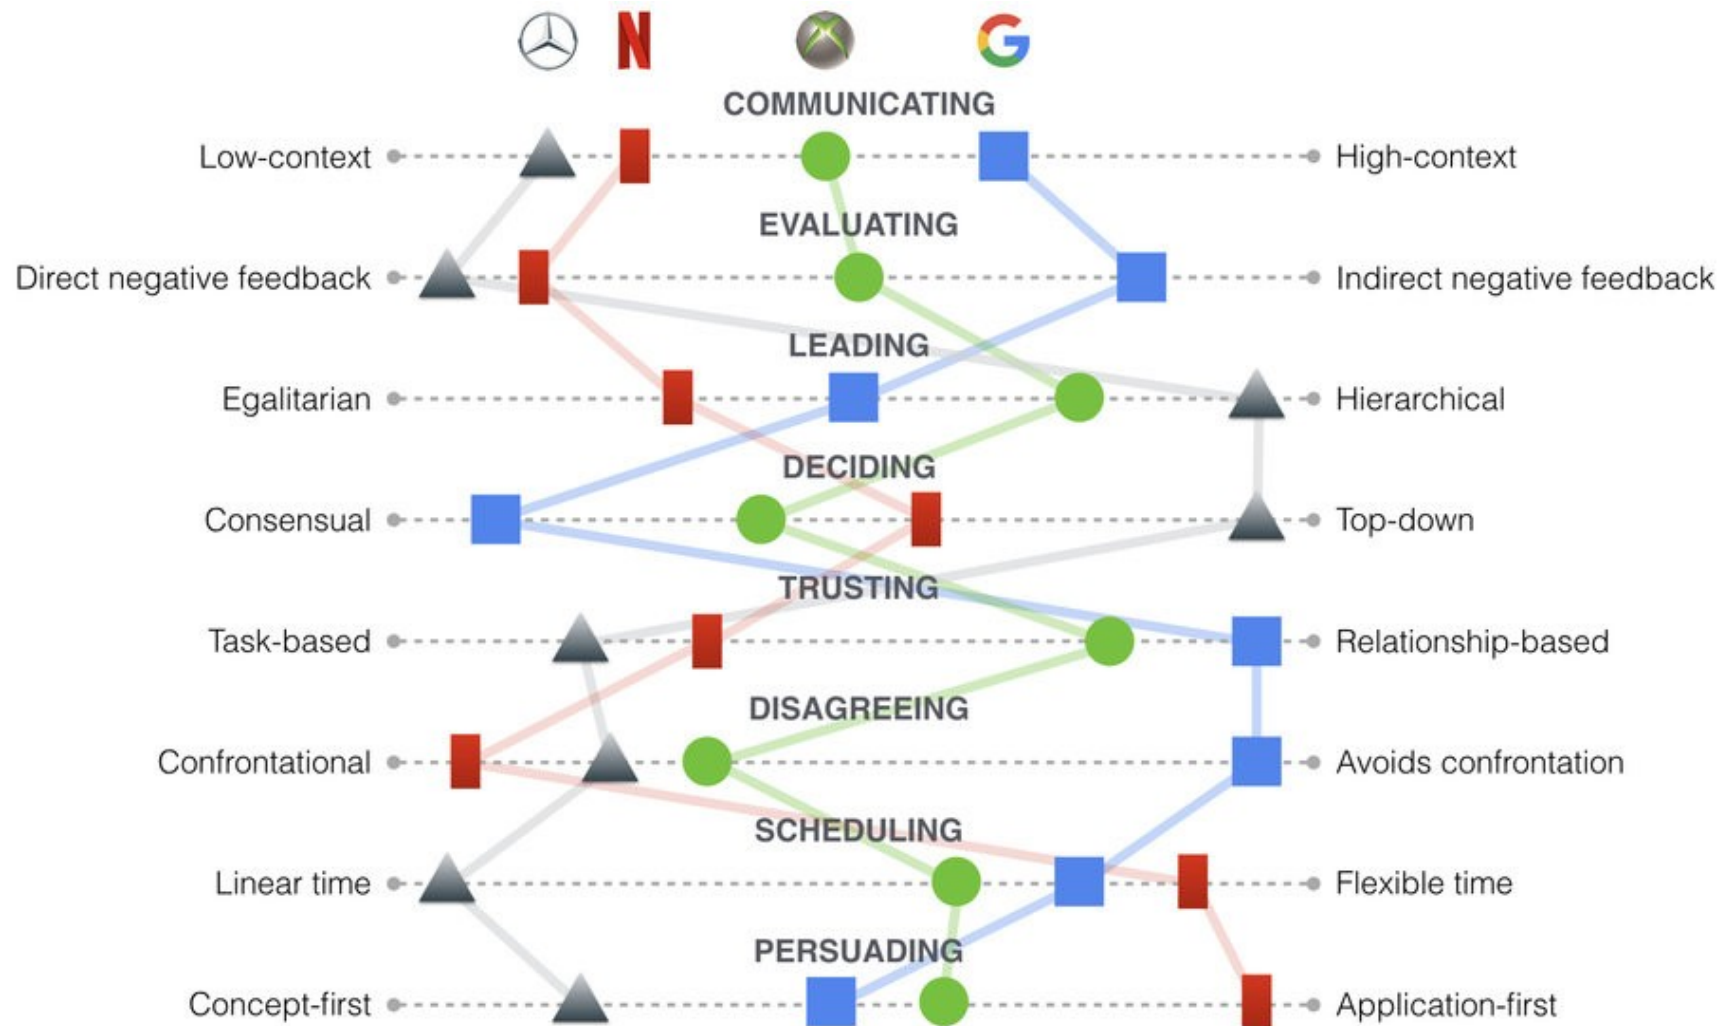 COMMUNICATING
Low-context High-context
EVALUATING
Direct negative feedback Indirect negative feedback
LEADING
Egalitarian Hierarchical
DECIDING
Consensual Top-down
TRUSTING
Task-based Relationship-based
DISAGREEING
Confrontational Avoids confrontation
SCHEDULING
Linear time Flexible time
PERSUADING
Concept-first Application-first